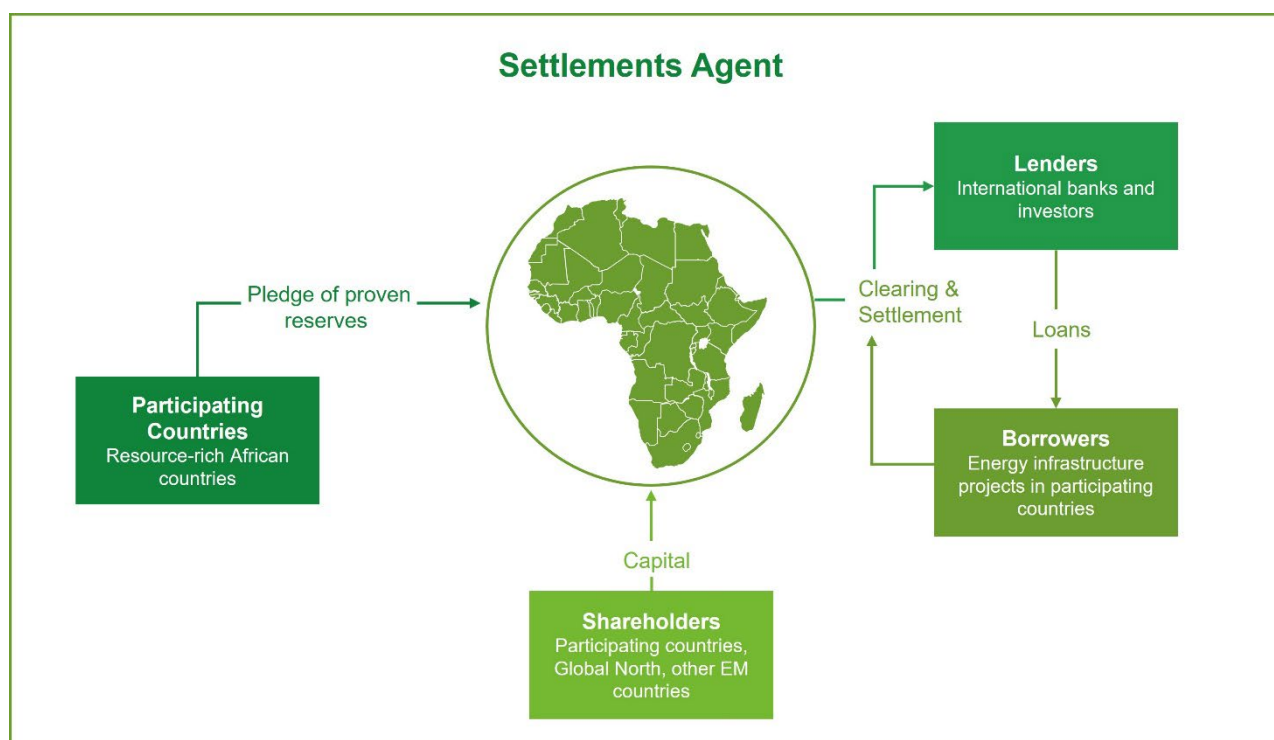 Settlements Agent
Pledge of proven
reserves
Participating
Countries
Resource-rich African
countries
Capital
Shareholders
Participating countries,
Global North, other EM
countries
Clearing &
Settlement
Lenders
International banks and
investors
Loans
Borrowers
Energy infrastructure
projects in participating
countries